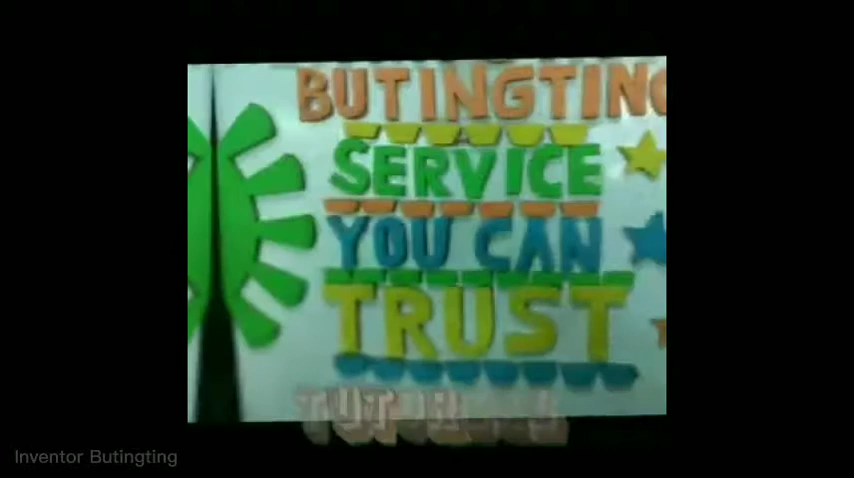 BUTINGTING
SERVICE
YOU CAN
TRUST
Inventor Butingting